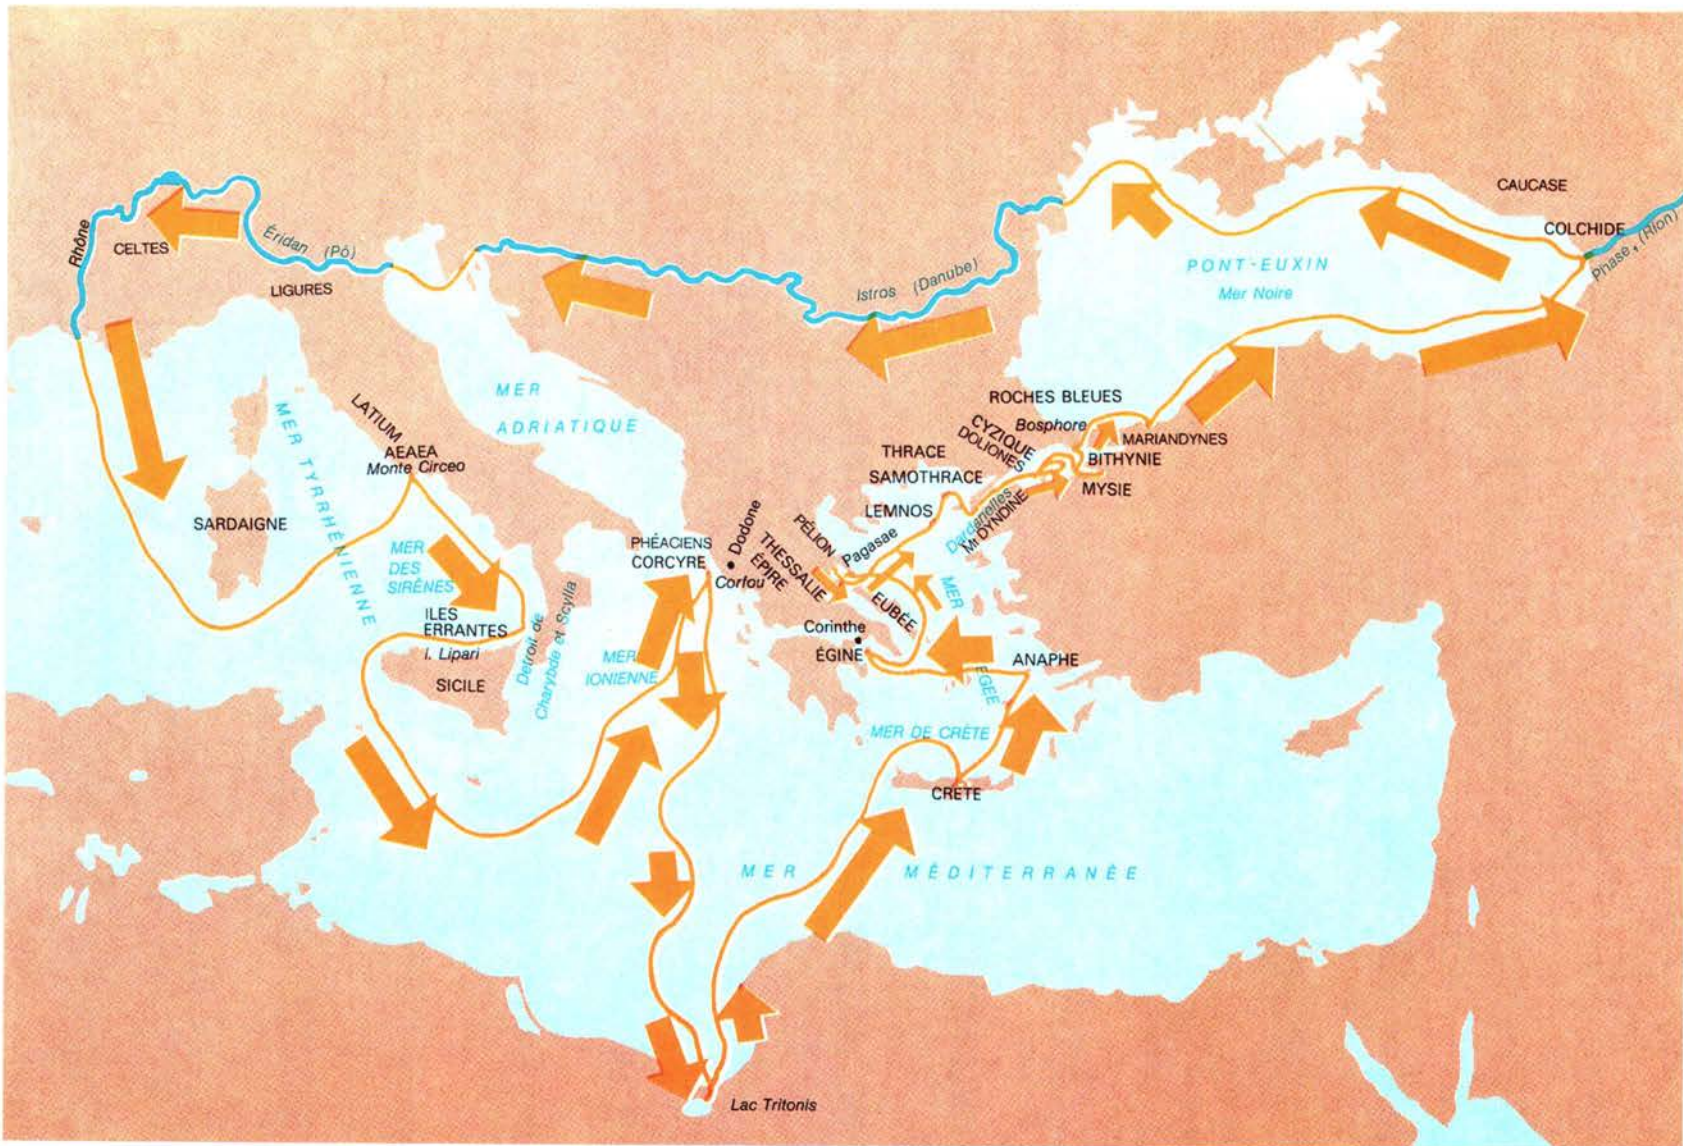 CAUCASE
COLCHIDE
Phase, (Rion)
PONT-EUXIN
Mer Noire
Rhône
CELTES
Éridan (Pô)
LIGURES
Istros (Danube)
MER
ADRIATIQUE
LATIUM
AEAEA
Monte Circeo
MER TYRRHÉNIENNE
SARDAIGNE
MER
DES
SIRÈNES
ILES
ERRANTES
I. Lipari
SICILE
Detroit de
Charybde et Scylla
MER
IONIENNE
PHÉACIENS
CORCYRE
Corfou
Dodone
ROCHES BLEUES
Bosphore
MARIANDYNES
CYZIQUE
DOLIONES
BITHYNIE
MYSIE
THRACE
SAMOTHRACE
LEMNOS
Dardanelles
Mt DYNDINE
PÉLION
Pagasae
THESSALIE
ÉPIRE
EUBÉE
MER
EGÉE
Corinthe
ÉGINE
ANAPHE
MER DE CRÈTE
CRÈTE
MER MÉDITERRANÉE
Lac Tritonis